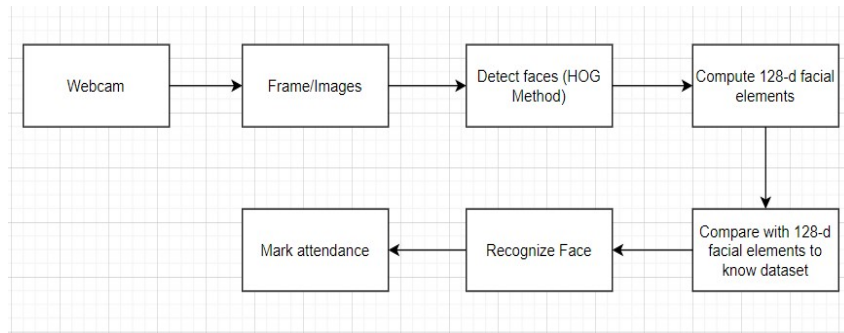 Webcam
Frame/Images
Detect faces (HOG
Method)
Compute 128-d facial
elements
Compare with 128-d
facial elements to
know dataset
Recognize Face
Mark attendance